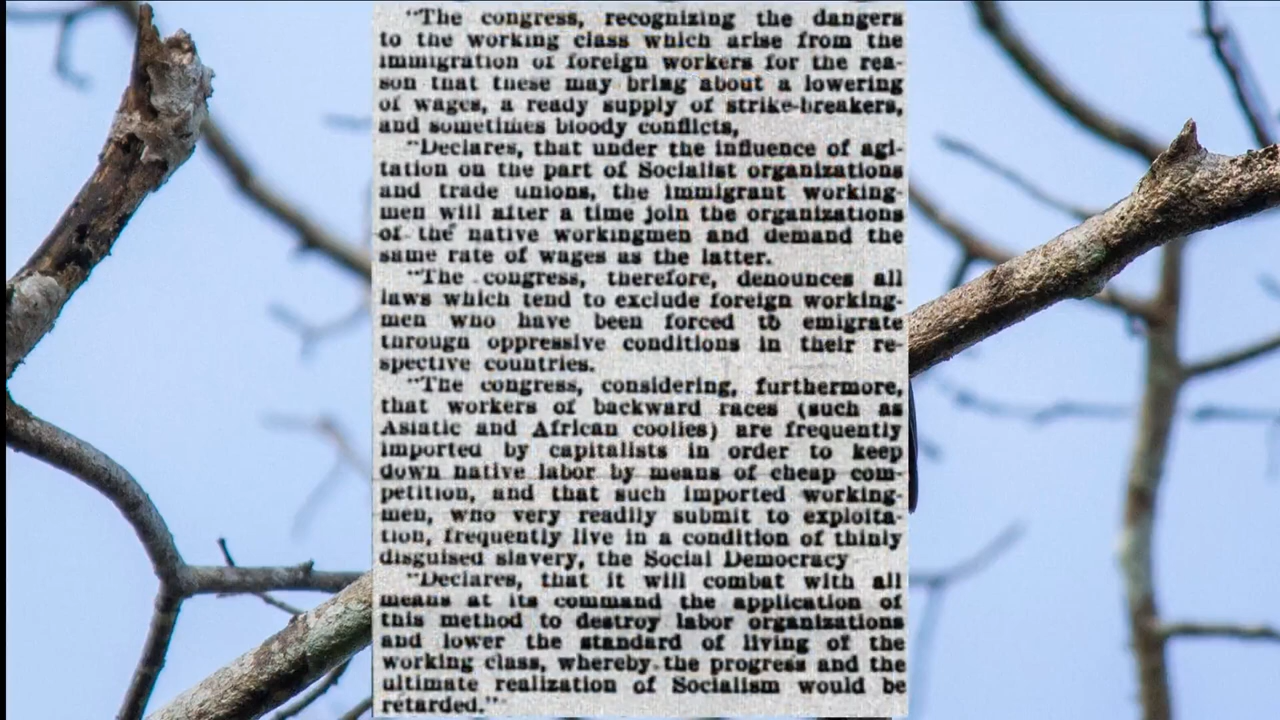 "The congress, recognizing the dangers
to the working class which arise from the
immigration of foreign workers for the rea-
son that these may bring about a lowering
of wages, a ready supply of strike-breakers,
and sometimes bloody conflicts,
"Declares, that under the influence of agi-
tation on the part of Socialist organizations
and trade unions, the immigrant working-
men will after a time join the organizations
of the native workingmen and demand the
same rate of wages as the latter.
"The congress, therefore, denounces all
laws which tend to exclude foreign working-
men who have been forced to emigrate
through oppressive conditions in their re-
spective countries.
"The congress, considering, furthermore,
that workers of backward races (such as
Asiatic and African coolies) are frequently
imported by capitalists in order to keep
down native labor by means of cheap com-
petition, and that such imported working-
men, who very readily submit to exploita-
tion, frequently live in a condition of thinly
disguised slavery, the Social Democracy
"Declares, that it will combat with all
means at its command the application of
this method to destroy labor organizations
and lower the standard of living of the
working class, whereby the progress and the
ultimate realization of Socialism would be
retarded."